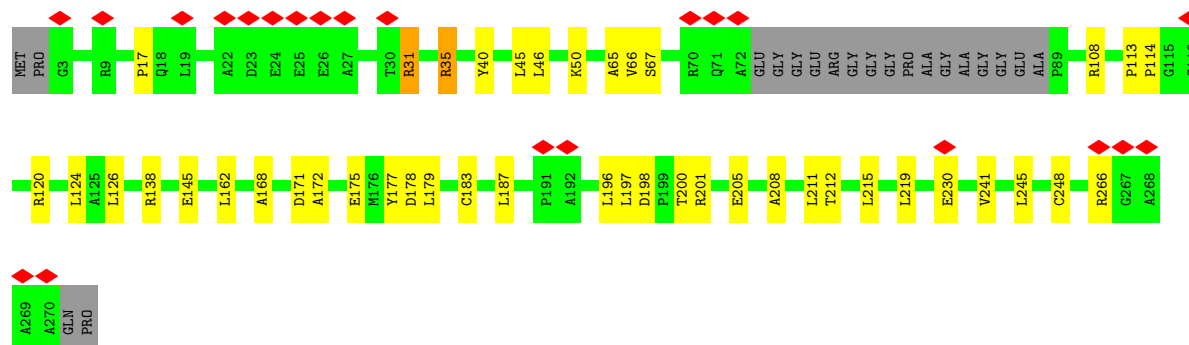 MET PRO G3 R9 P17 Q18 L19 A22 D23 E24 E25 E26 A27 T30 R31 R35 Y40 L45 L46 K50 A65 V66 S67 R70 Q71 A72 GLU GLY GLY GLU ARG GLY GLY GLY PRO ALA GLY ALA GLY GLY GLU ALA P89 R108 P113 P114 G115
R120 L124 A125 L126 R138 E145 L162 A168 D171 A172 E175 M176 Y177 D178 L179 C183 L187 P191 A192 L196 L197 D198 P199 T200 R201 E205 A208 L211 T212 L215 L219 E230 V241 L245 C248 R266 G267 A268
A269 A270 GLN PRO